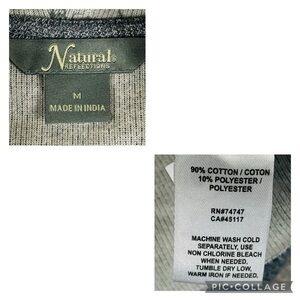 Natural®
REFLECTIONS
M
MADE IN INDIA
90% COTTON / COTON
10% POLYESTER /
POLYESTER
RN#74747
CA#45117
MACHINE WASH COLD
SEPARATELY, USE
NON CHLORINE BLEACH
WHEN NEEDED,
TUMBLE DRY LOW,
WARM IRON IF NEEDED.
PIC·COLLAGE